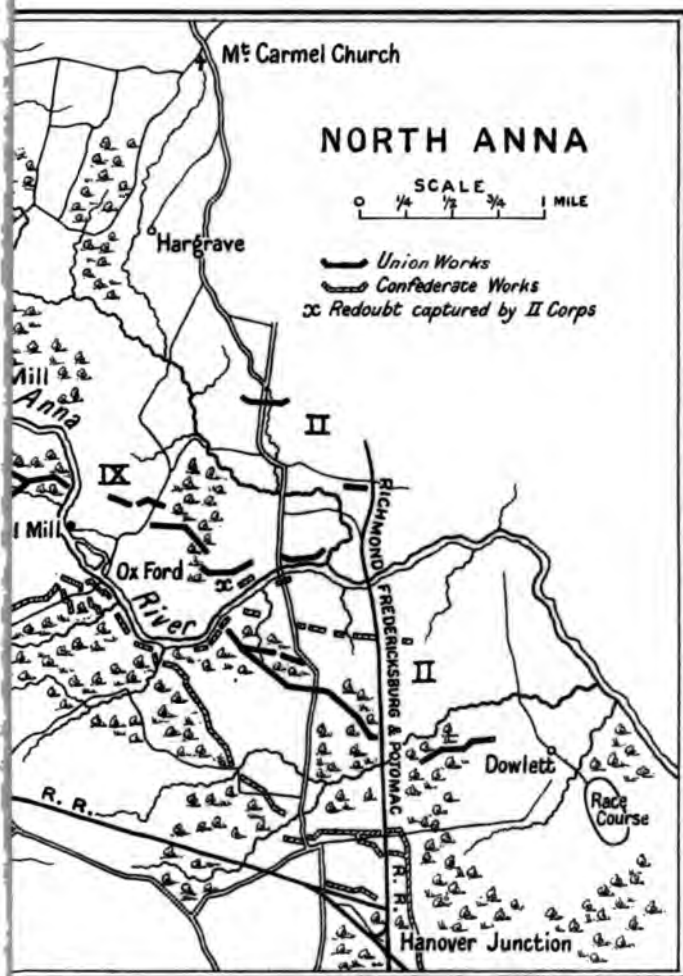 Mt. Carmel Church
NORTH ANNA
SCALE
0 1/4 1/2 3/4 1 MILE
Union Works
Confederate Works
x Redoubt captured by II Corps
Hargrave
Mill
Anna
II
IX
l Mill
Ox Ford
x
River
RICHMOND FREDERICKSBURG & POTOMAC R. R.
II
Dowlett
Race
Course
R. R.
Hanover Junction